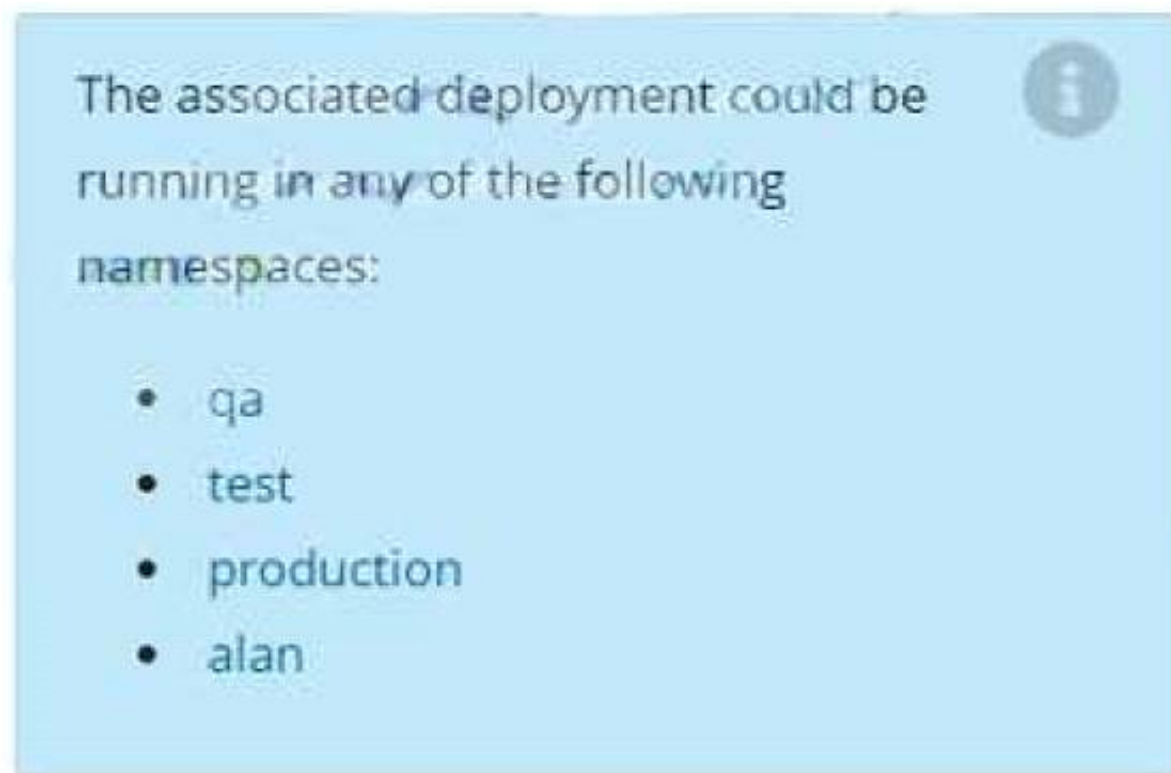 The associated deployment could be
running in any of the following
namespaces:
• qa
• test
• production
• alan